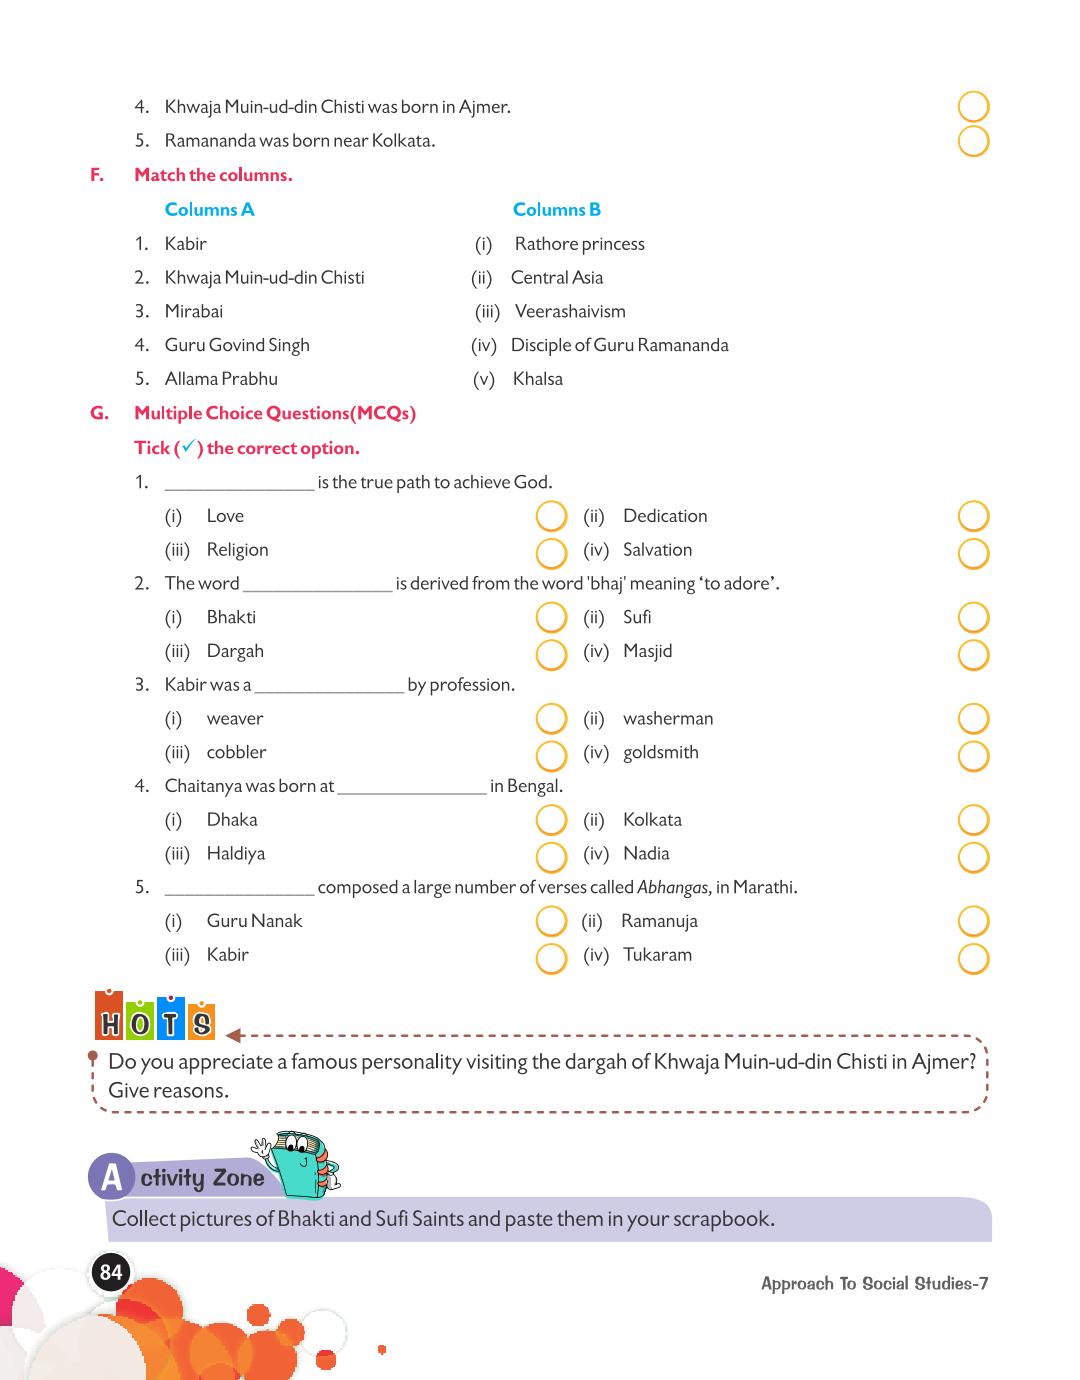 4. Khwaja Muin-ud-din Chisti was born in Ajmer.
5. Ramananda was born near Kolkata.
F. Match the columns.
Columns A Columns B
1. Kabir (i) Rathore princess
2. Khwaja Muin-ud-din Chisti (ii) Central Asia
3. Mirabai (iii) Veerashaivism
4. Guru Govind Singh (iv) Disciple of Guru Ramananda
5. Allama Prabhu (v) Khalsa
G. Multiple Choice Questions(MCQs)
Tick (✓) the correct option.
1. _______________ is the true path to achieve God.
(i) Love (ii) Dedication
(iii) Religion (iv) Salvation
2. The word _______________ is derived from the word 'bhaj' meaning ‘to adore’.
(i) Bhakti (ii) Sufi
(iii) Dargah (iv) Masjid
3. Kabir was a _______________ by profession.
(i) weaver (ii) washerman
(iii) cobbler (iv) goldsmith
4. Chaitanya was born at _______________ in Bengal.
(i) Dhaka (ii) Kolkata
(iii) Haldiya (iv) Nadia
5. _______________ composed a large number of verses called Abhangas, in Marathi.
(i) Guru Nanak (ii) Ramanuja
(iii) Kabir (iv) Tukaram
HOTS
Do you appreciate a famous personality visiting the dargah of Khwaja Muin-ud-din Chisti in Ajmer?
Give reasons.
Activity Zone
Collect pictures of Bhakti and Sufi Saints and paste them in your scrapbook.
84
Approach To Social Studies-7